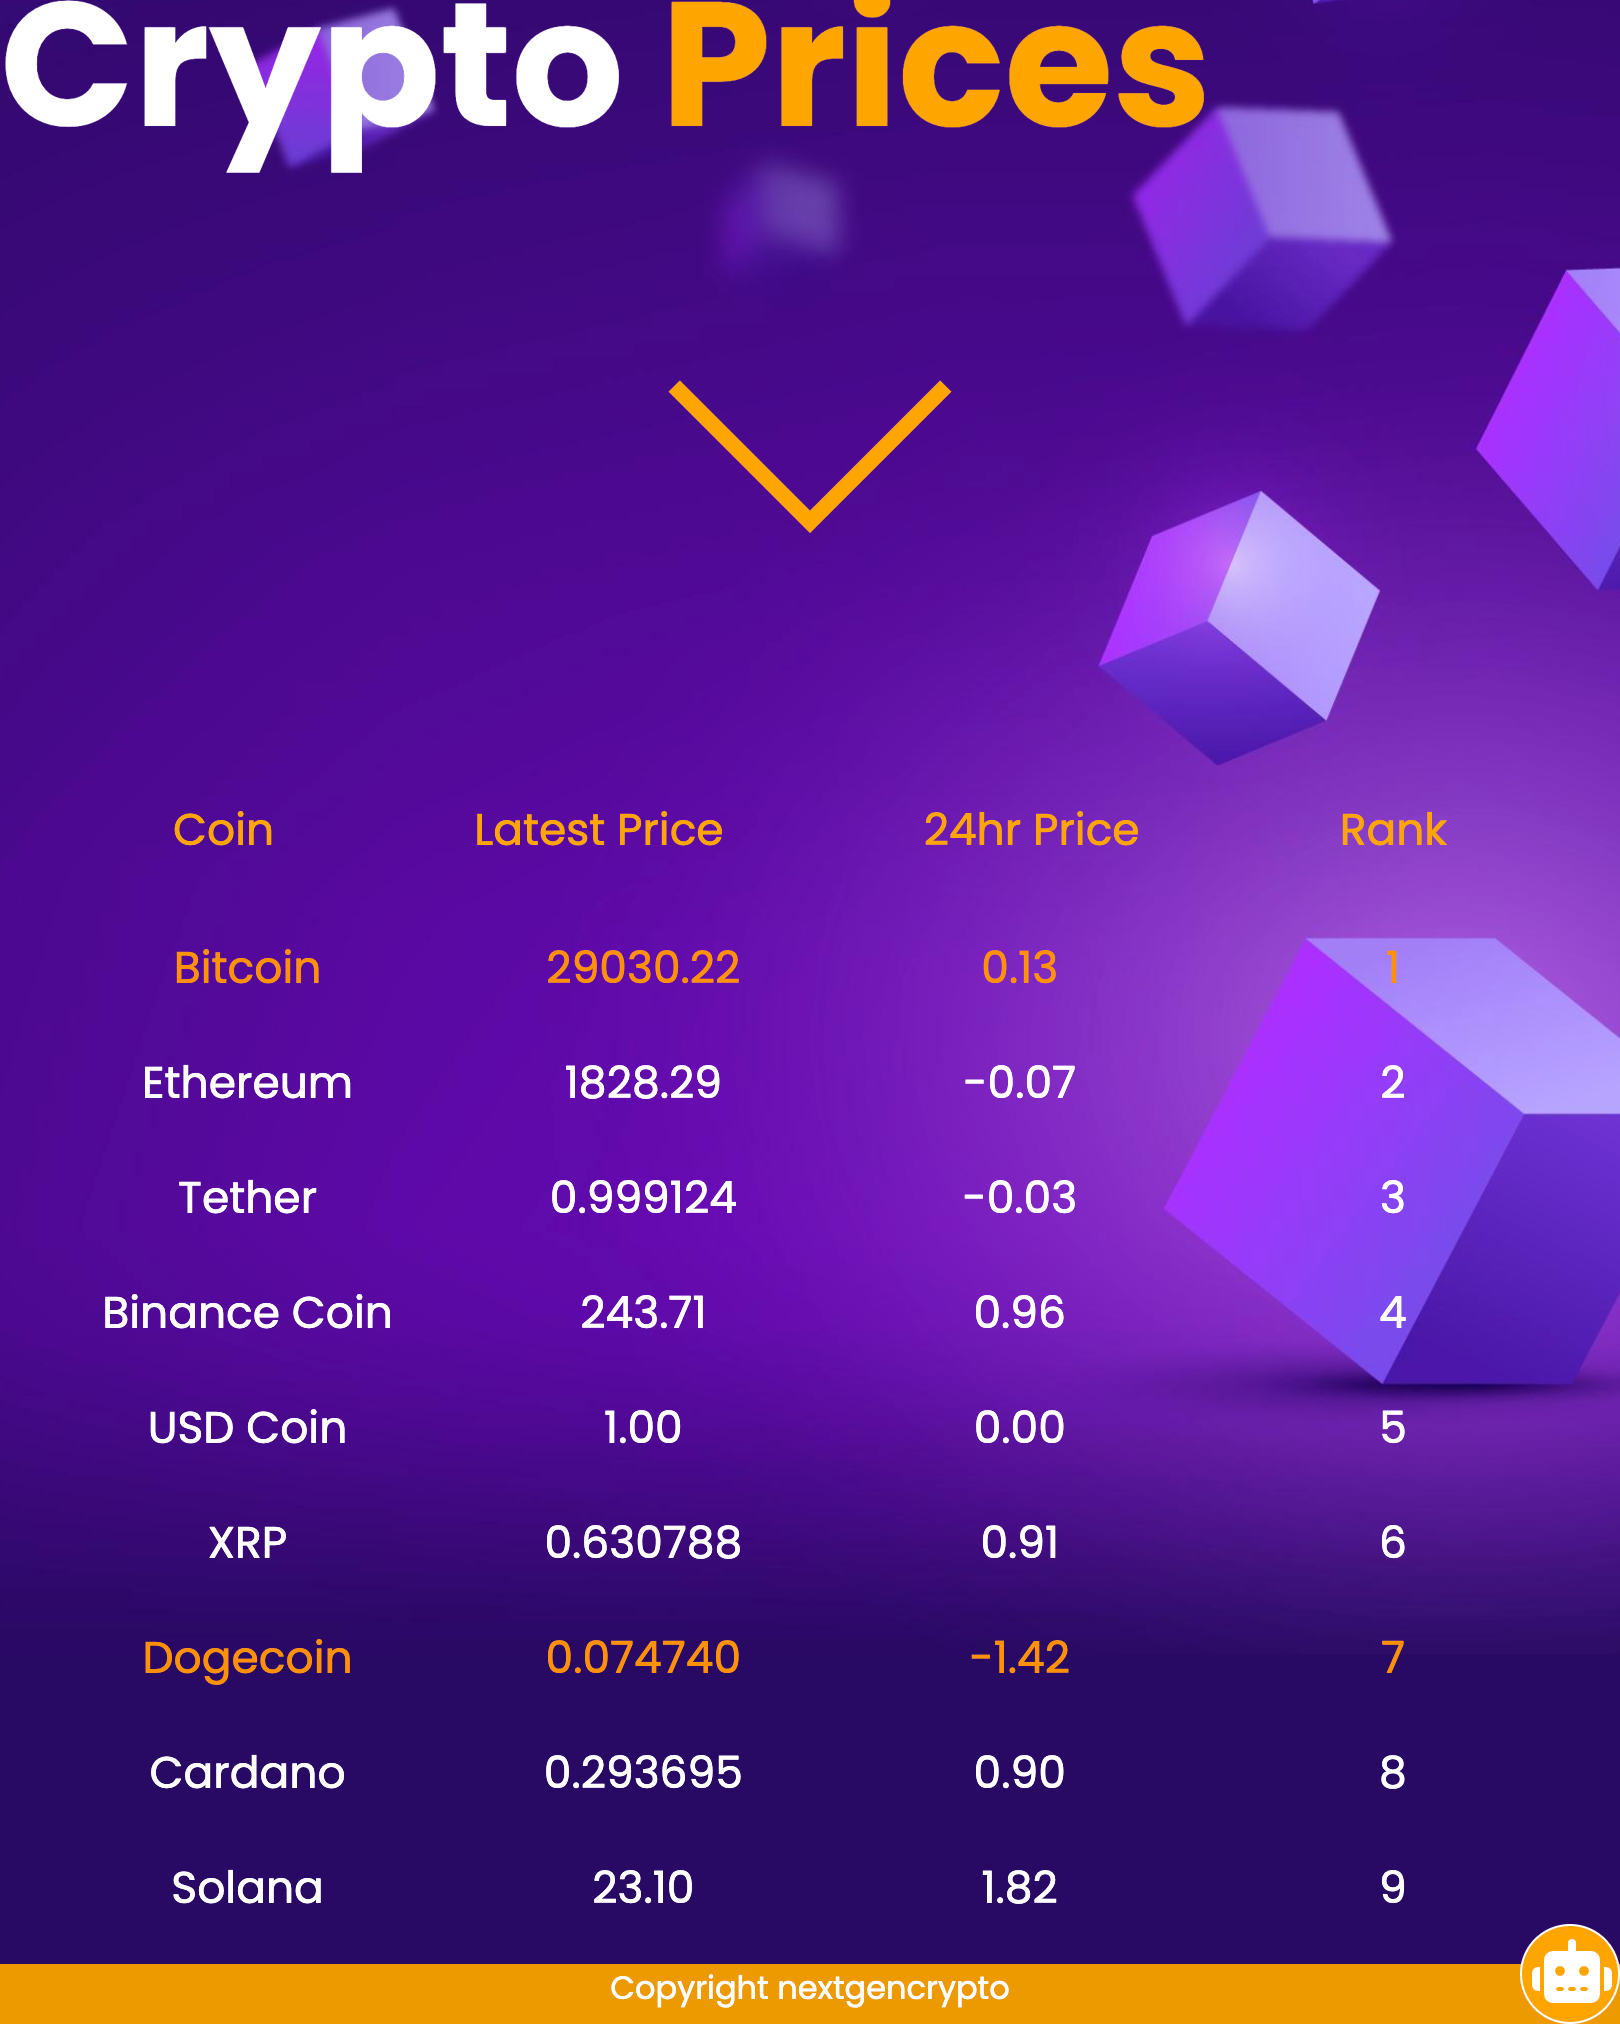 Crypto Prices
Coin Latest Price 24hr Price Rank
Bitcoin 29030.22 0.13 1
Ethereum 1828.29 -0.07 2
Tether 0.999124 -0.03 3
Binance Coin 243.71 0.96 4
USD Coin 1.00 0.00 5
XRP 0.630788 0.91 6
Dogecoin 0.074740 -1.42 7
Cardano 0.293695 0.90 8
Solana 23.10 1.82 9
Copyright nextgencrypto